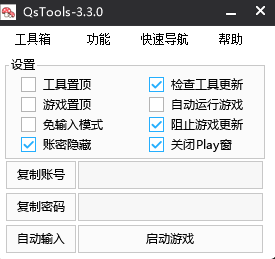 QsTools-3.3.0
工具箱 功能 快速导航 帮助
设置
工具置顶 检查工具更新
游戏置顶 自动运行游戏
免输入模式 阻止游戏更新
账密隐藏 关闭Play窗
复制账号
复制密码
自动输入 启动游戏